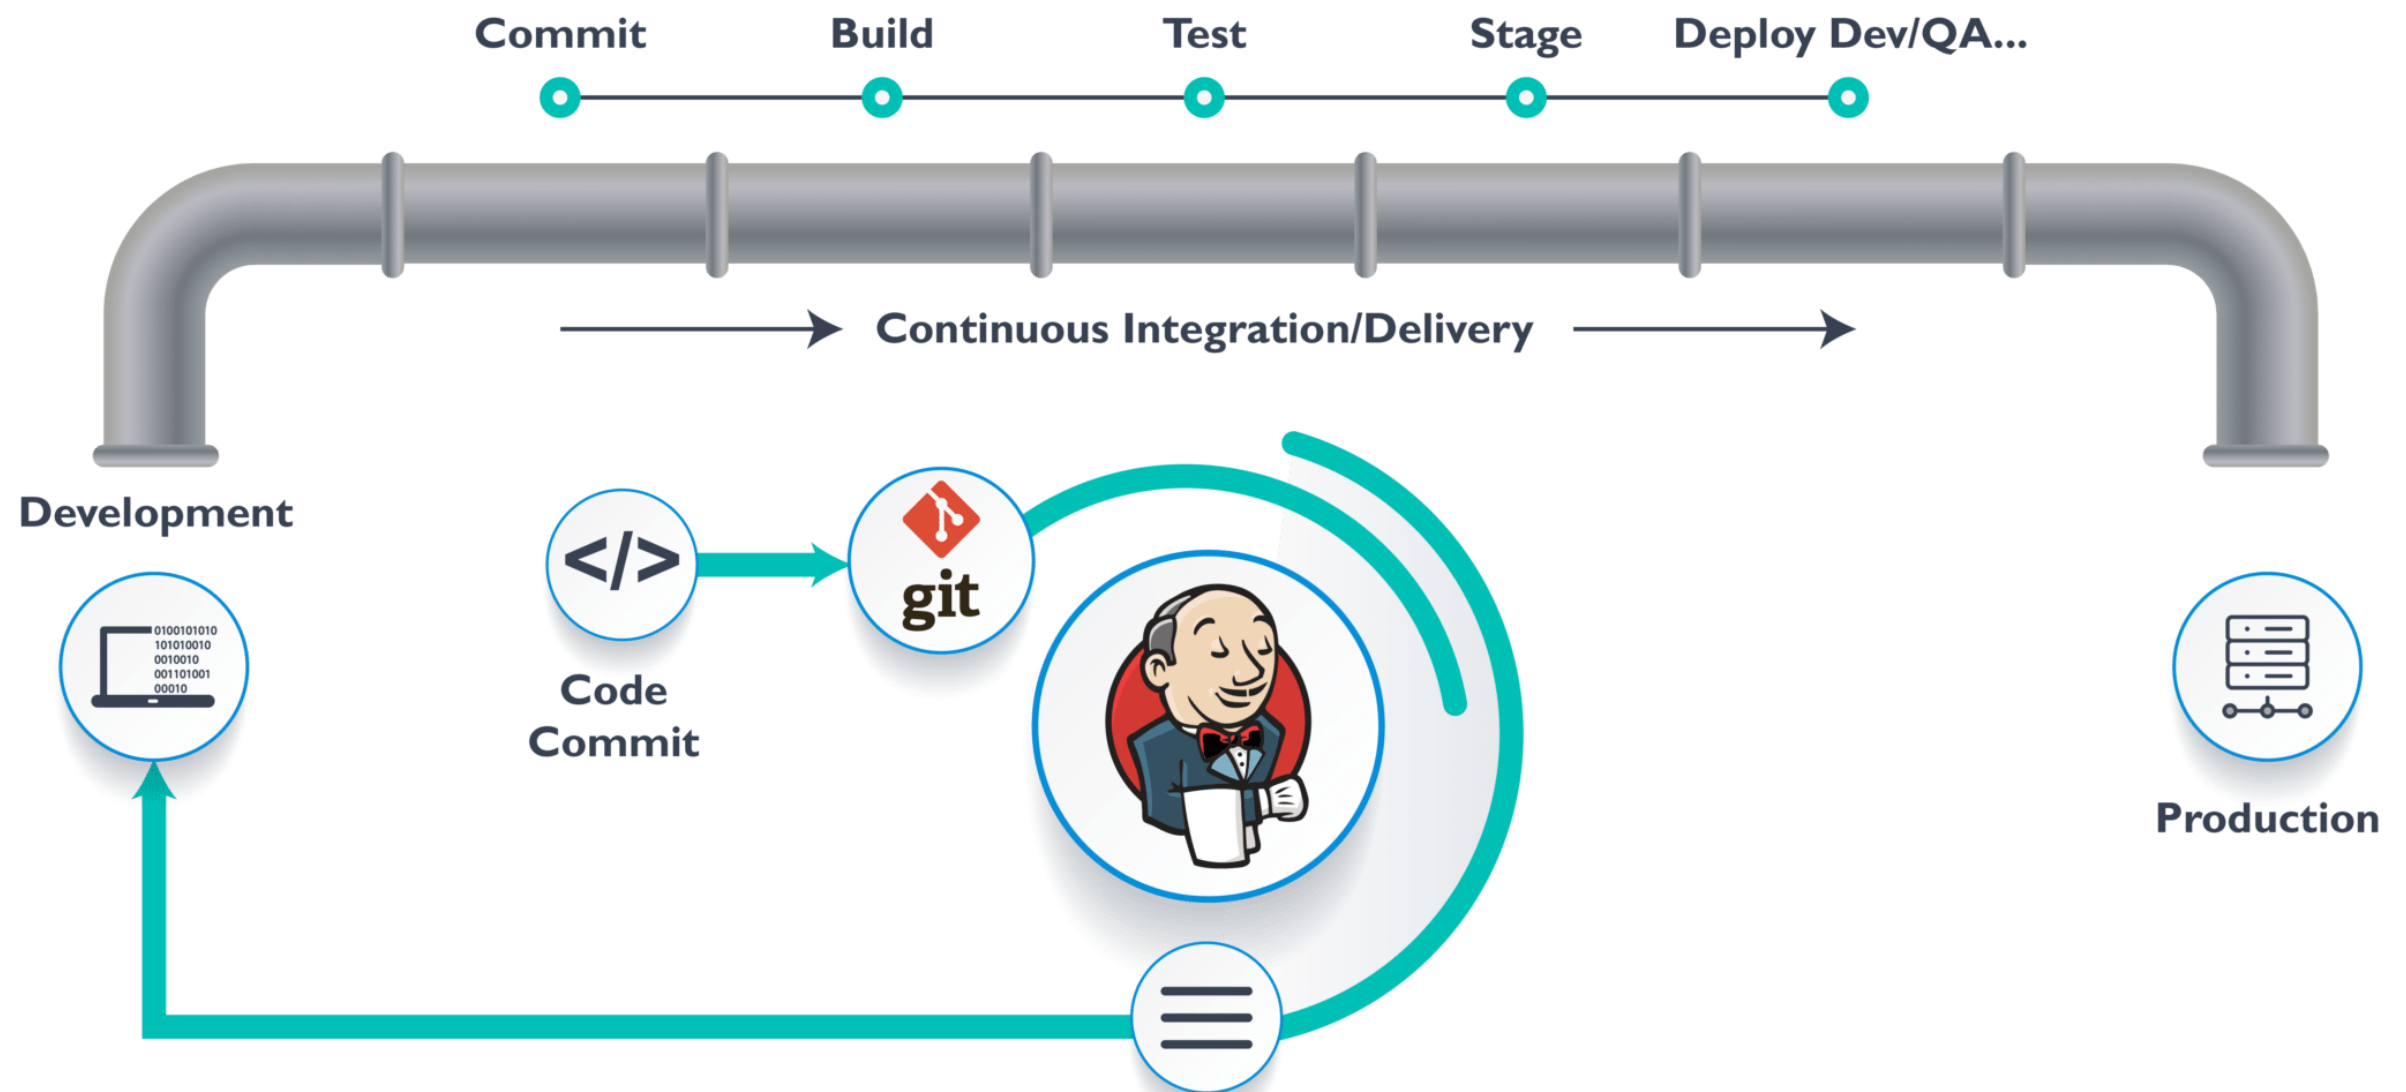 Commit Build Test Stage Deploy Dev/QA...
Continuous Integration/Delivery
Development
0100101010
101010010
0010010
001101001
00010
</>
git
Code
Commit
Production